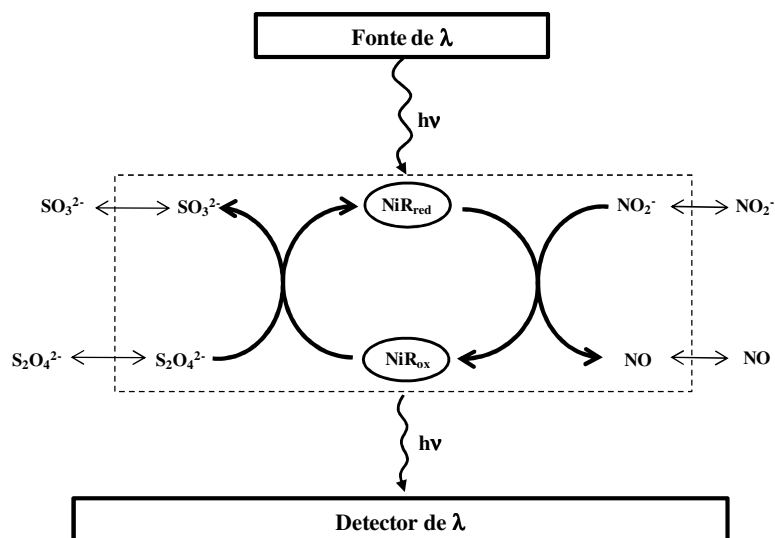 Fonte de λ
hν
SO₃²⁻ SO₃²⁻ NiRred NO₂⁻ NO₂⁻
S₂O₄²⁻ S₂O₄²⁻ NiRox NO NO
hν
Detector de λ